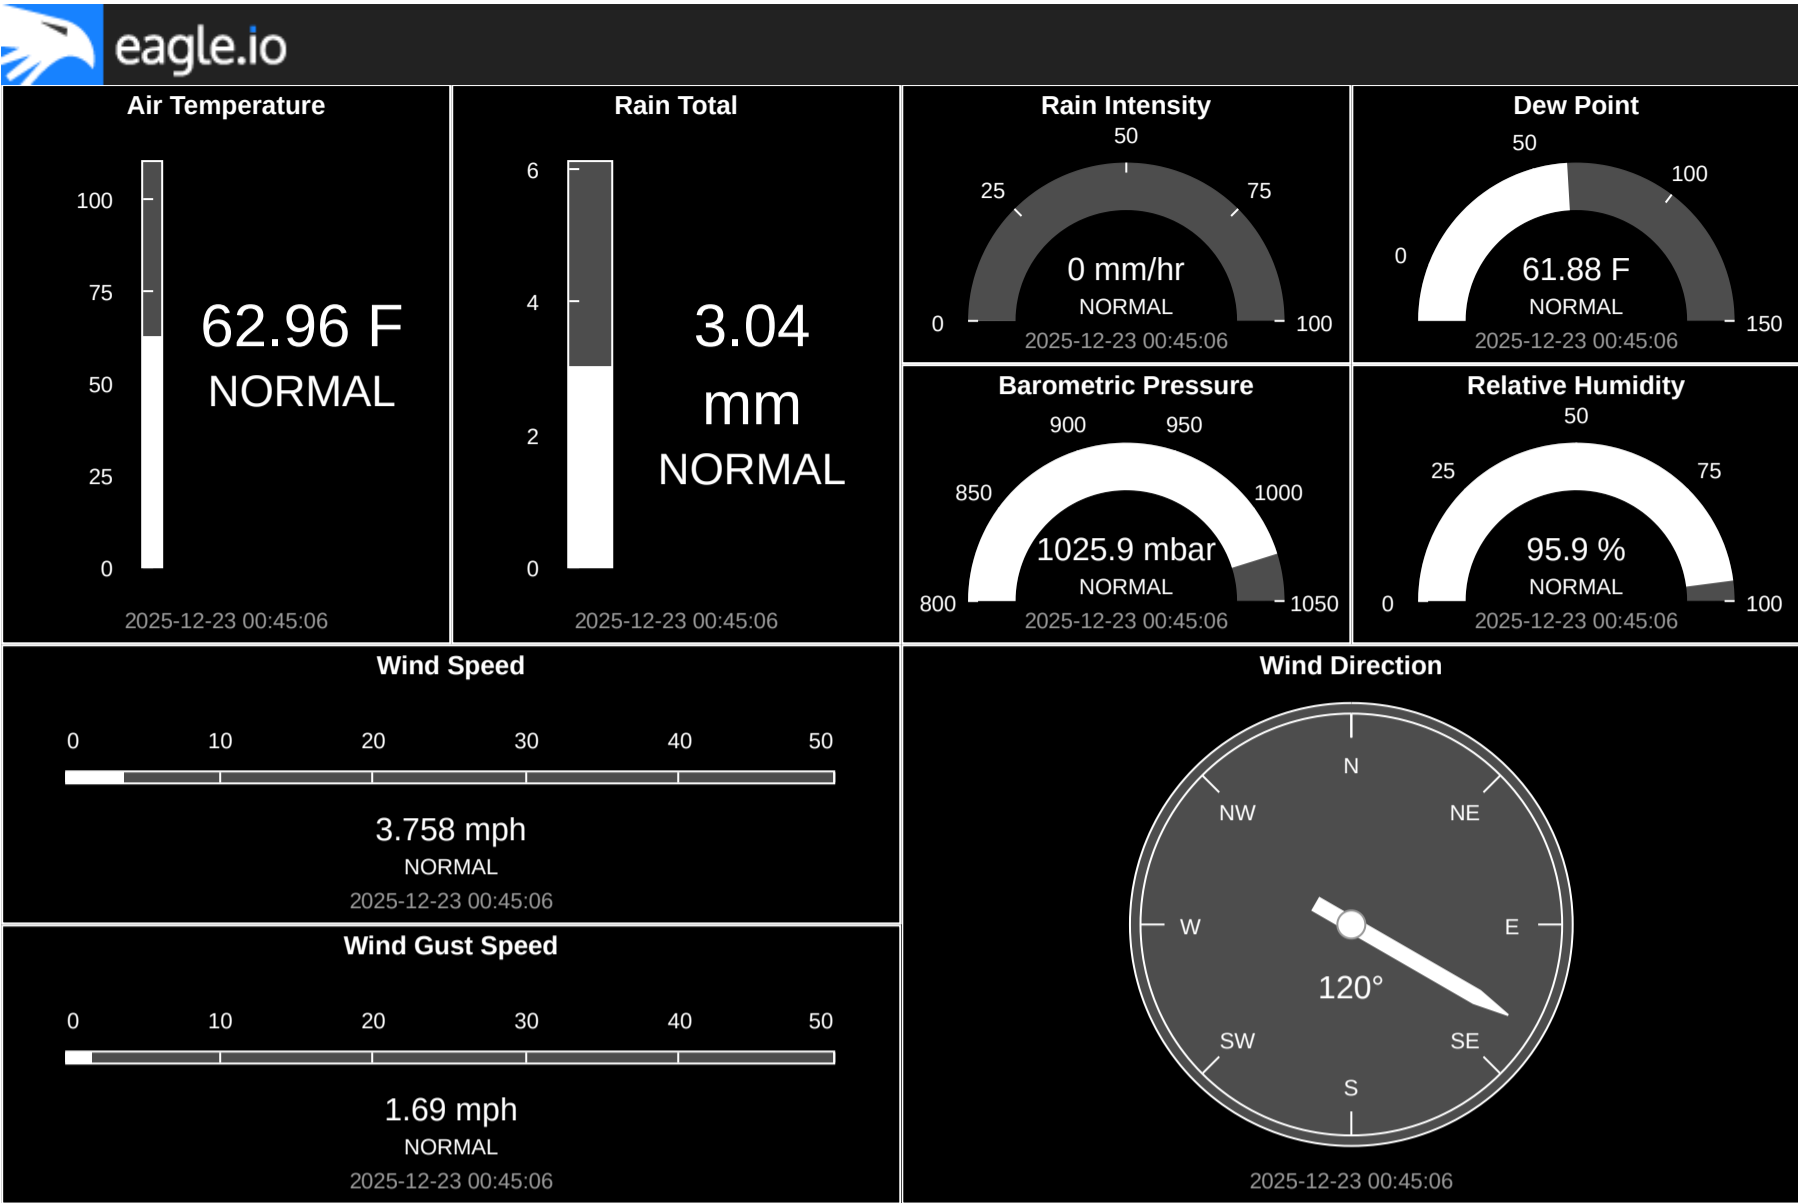 eagle.io
Air Temperature
100
75
50
25
0
62.96 F
NORMAL
2025-12-23 00:45:06
Rain Total
6
4
2
0
3.04
mm
NORMAL
2025-12-23 00:45:06
Rain Intensity
50
25
75
0
100
0 mm/hr
NORMAL
2025-12-23 00:45:06
Dew Point
50
100
0
150
61.88 F
NORMAL
2025-12-23 00:45:06
Barometric Pressure
900
950
850
1000
800
1050
1025.9 mbar
NORMAL
2025-12-23 00:45:06
Relative Humidity
50
25
75
0
100
95.9 %
NORMAL
2025-12-23 00:45:06
Wind Speed
0 10 20 30 40 50
3.758 mph
NORMAL
2025-12-23 00:45:06
Wind Gust Speed
0 10 20 30 40 50
1.69 mph
NORMAL
2025-12-23 00:45:06
Wind Direction
N
NW
NE
W
E
120°
SW
SE
S
2025-12-23 00:45:06